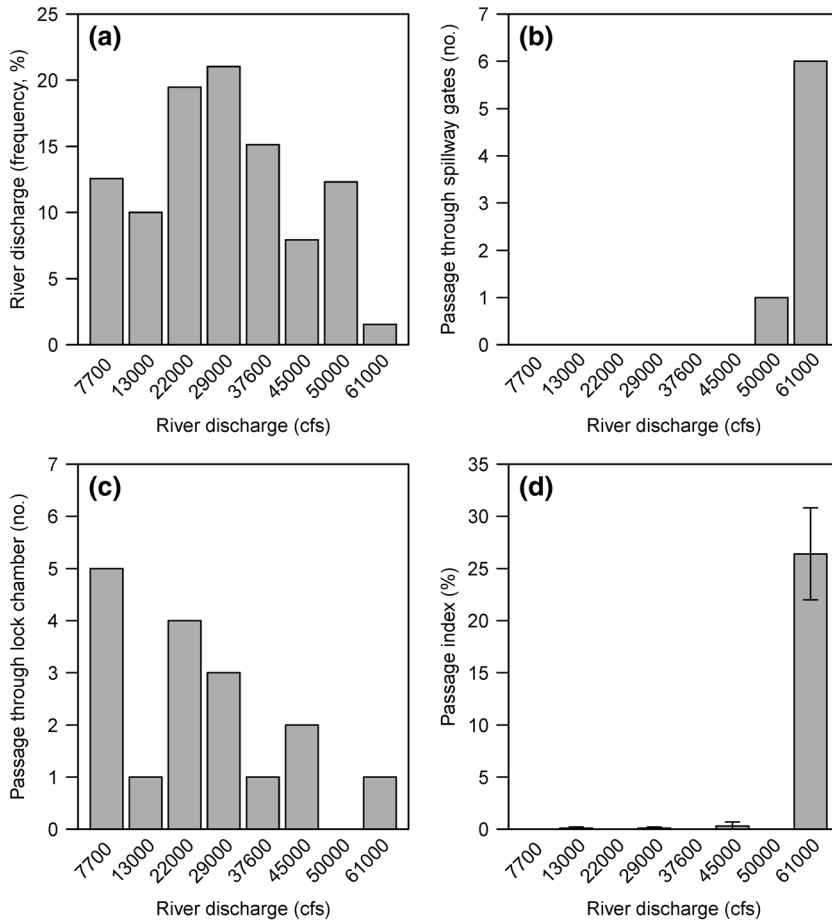 (a)
River discharge (frequency, %)
25
20
15
10
5
0
7700 13000 22000 29000 37600 45000 50000 61000
River discharge (cfs)
(b)
Passage through spillway gates (no.)
7
6
5
4
3
2
1
0
7700 13000 22000 29000 37600 45000 50000 61000
River discharge (cfs)
(c)
Passage through lock chamber (no.)
7
6
5
4
3
2
1
0
7700 13000 22000 29000 37600 45000 50000 61000
River discharge (cfs)
(d)
Passage index (%)
35
30
25
20
15
10
5
0
7700 13000 22000 29000 37600 45000 50000 61000
River discharge (cfs)